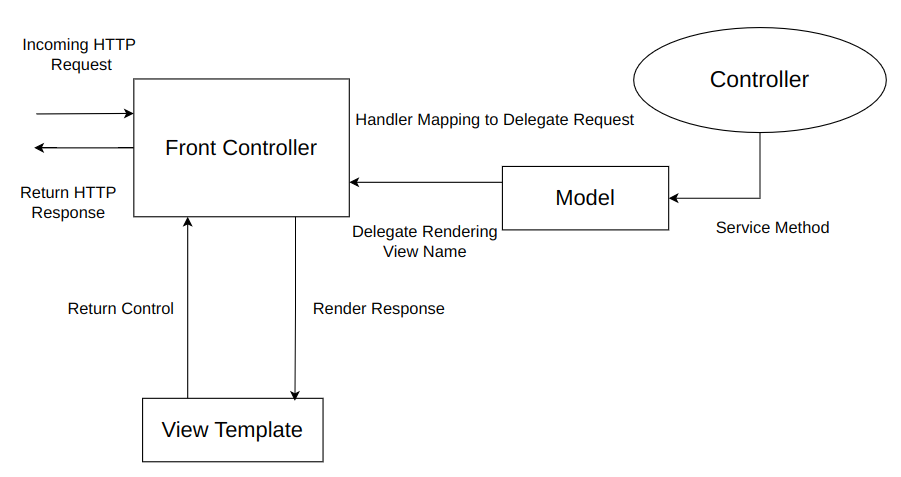 Incoming HTTP
Request
Controller
Handler Mapping to Delegate Request
Front Controller
Return HTTP
Response
Model
Delegate Rendering
View Name
Service Method
Return Control
Render Response
View Template